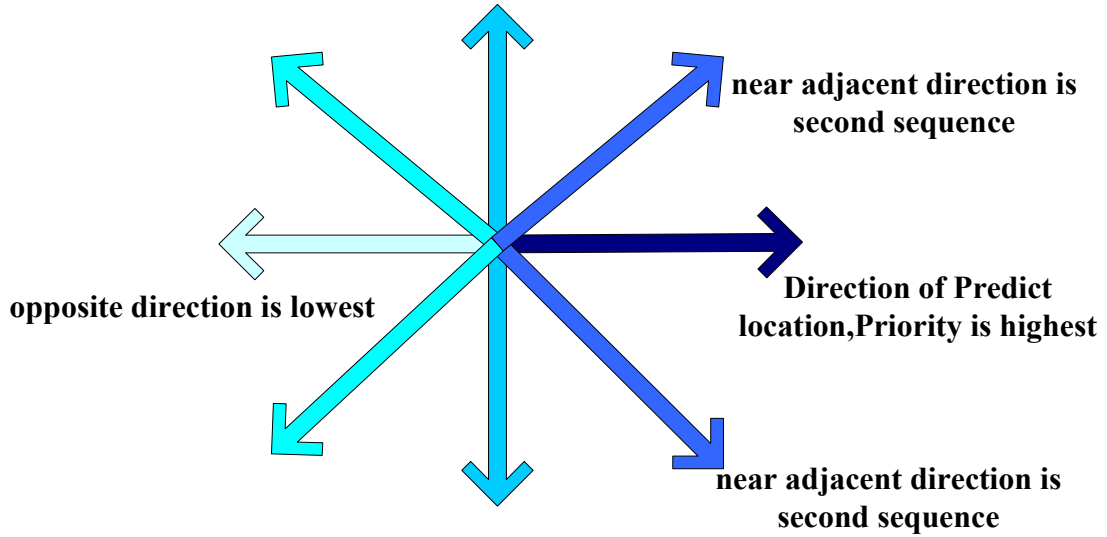 near adjacent direction is
second sequence
opposite direction is lowest
Direction of Predict
location,Priority is highest
near adjacent direction is
second sequence